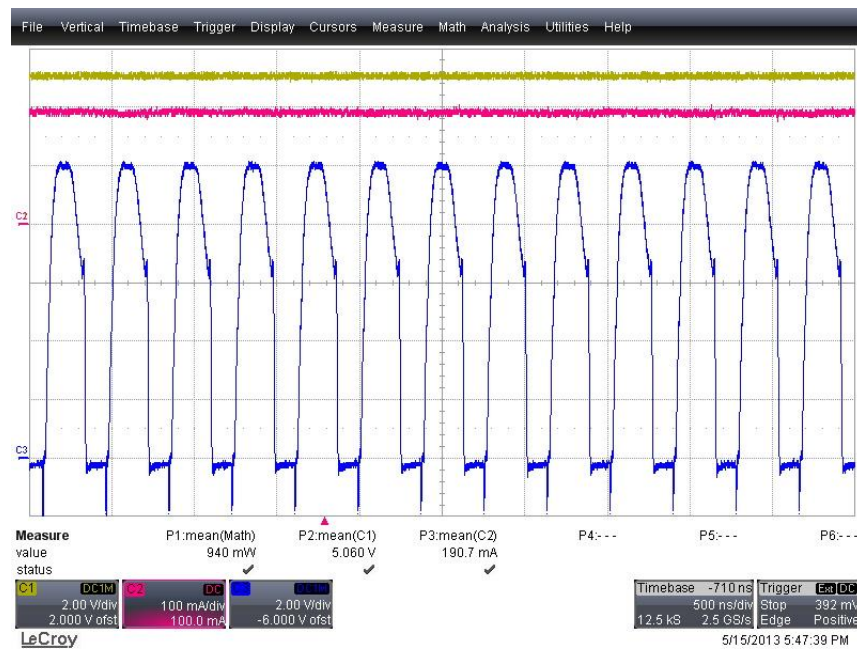 File Vertical Timebase Trigger Display Cursors Measure Math Analysis Utilities Help
C2
C3
Measure P1:mean(Math) P2:mean(C1) P3:mean(C2) P4:--- P5:--- P6:---
value 940 mW 5.060 V 190.7 mA
status
C1 DC1M C2 DC DC1M Timebase -710 ns Trigger Ext DC
2.00 V/div 100 mA/div 2.00 V/div 500 ns/div Stop 392 mV
2.000 V ofst 100.0 mA -6.000 V ofst 12.5 kS 2.5 GS/s Edge Positive
LeCroy 5/15/2013 5:47:39 PM